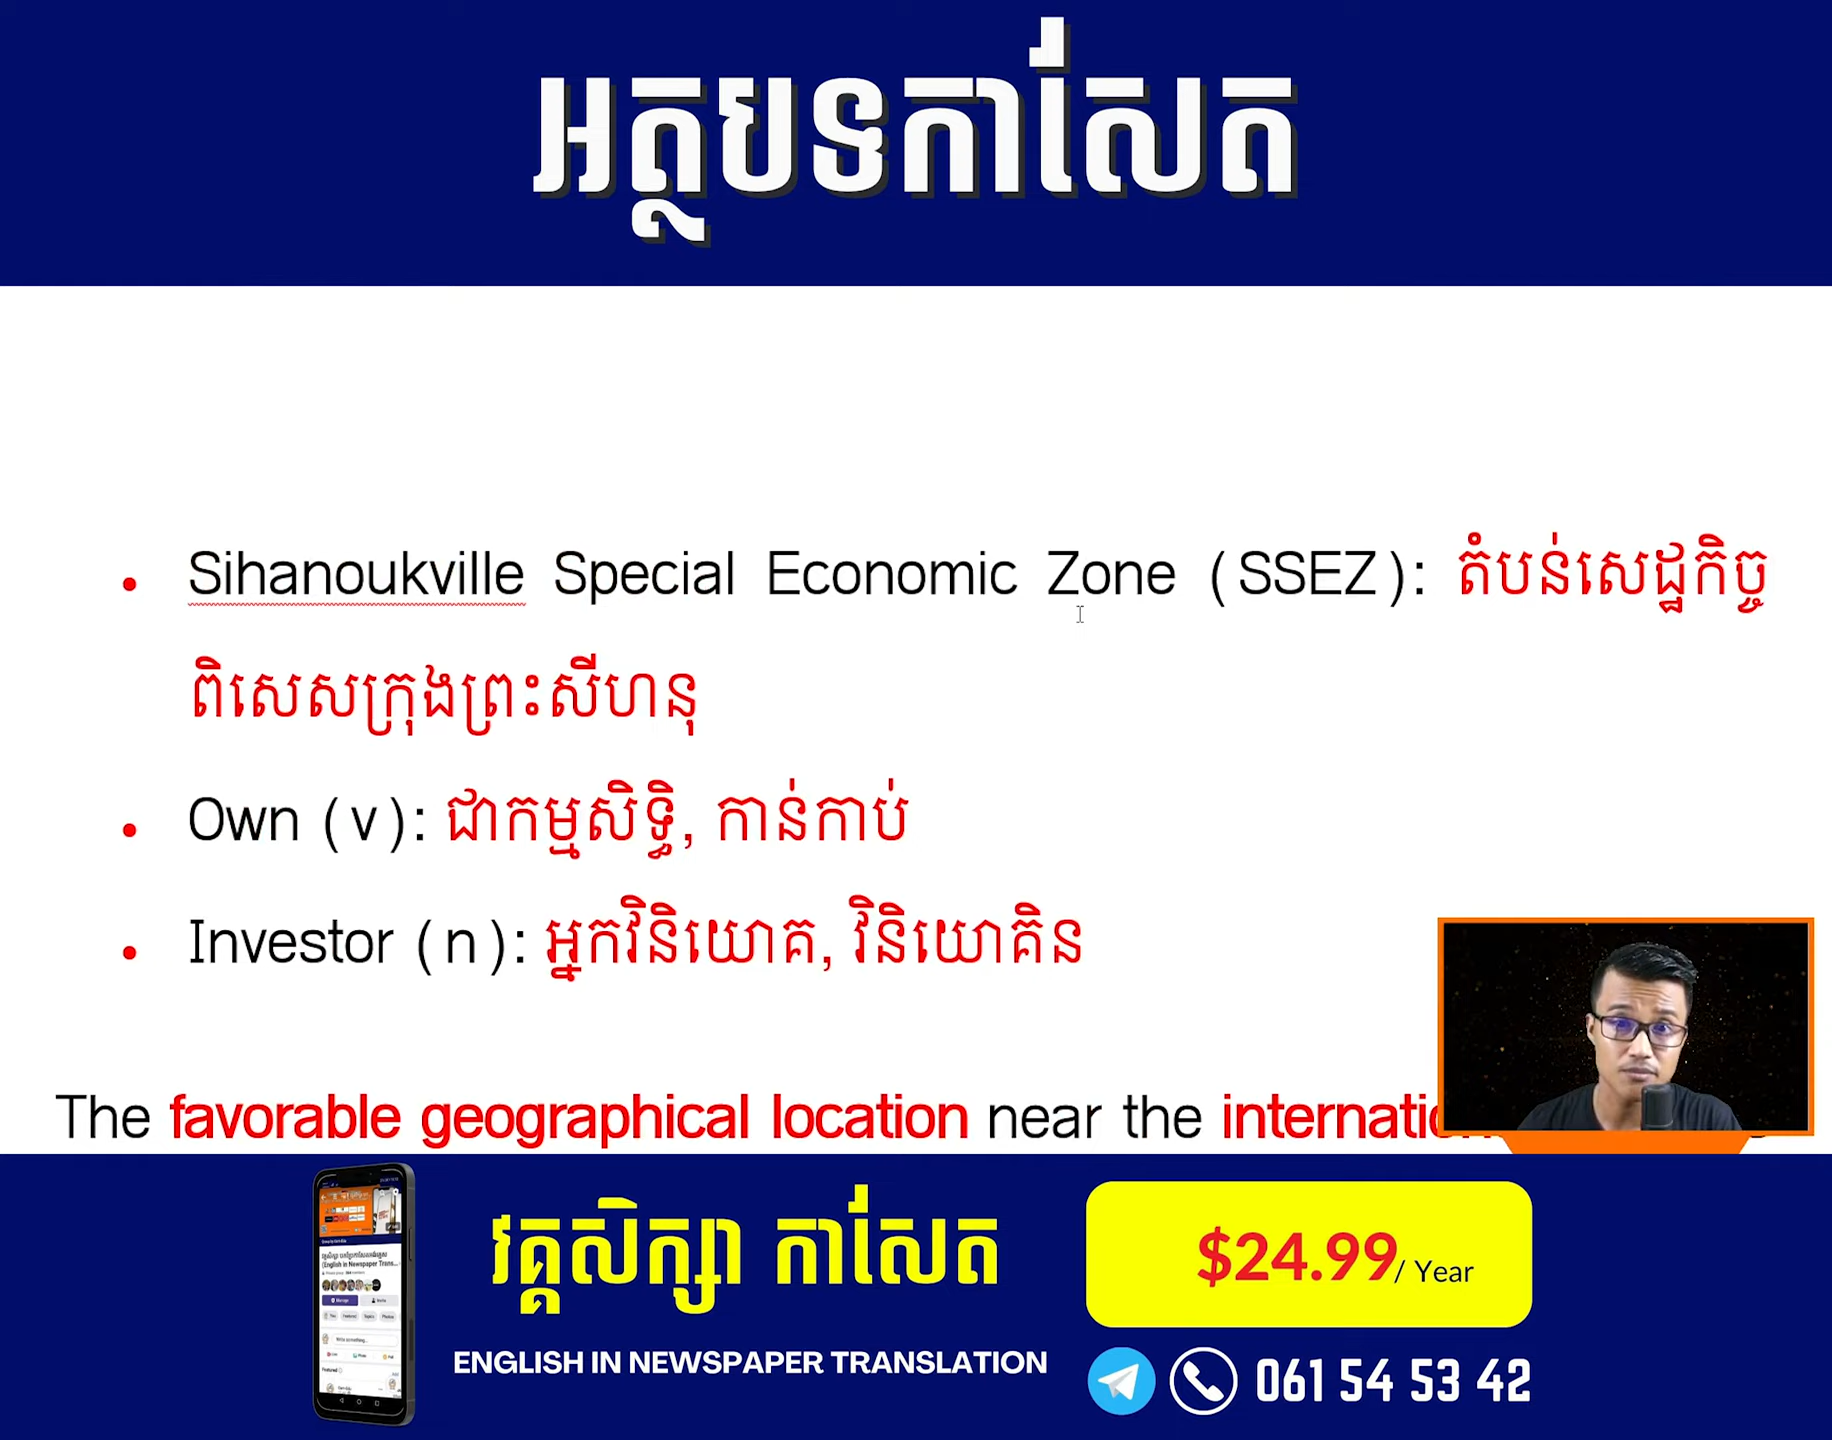 អត្ថបទកាសែត
• Sihanoukville Special Economic Zone (SSEZ): តំបន់សេដ្ឋកិច្ច
ពិសេសក្រុងព្រះសីហនុ
• Own (v): ជាកម្មសិទ្ធិ, កាន់កាប់
• Investor (n): អ្នកវិនិយោគ, វិនិយោគិន
The favorable geographical location near the internatio
វគ្គសិក្សា កាសែត
$24.99/ Year
ENGLISH IN NEWSPAPER TRANSLATION
061 54 53 42